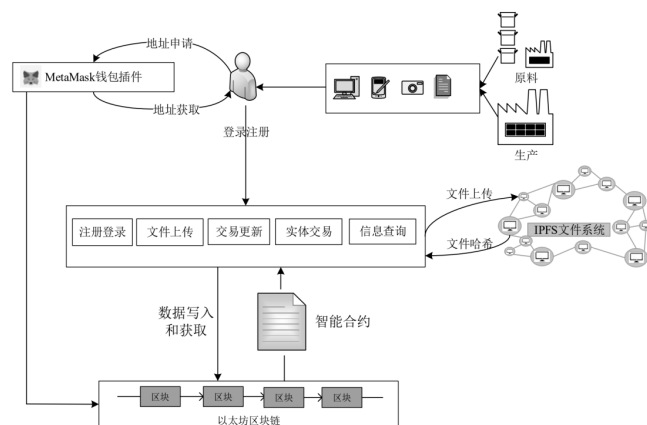 地址申请
MetaMask钱包插件
地址获取
登录注册
原料
生产
文件上传
IPFS文件系统
文件哈希
注册登录 文件上传 交易更新 实体交易 信息查询
数据写入
和获取
智能合约
区块 区块 区块 区块
以太坊区块链